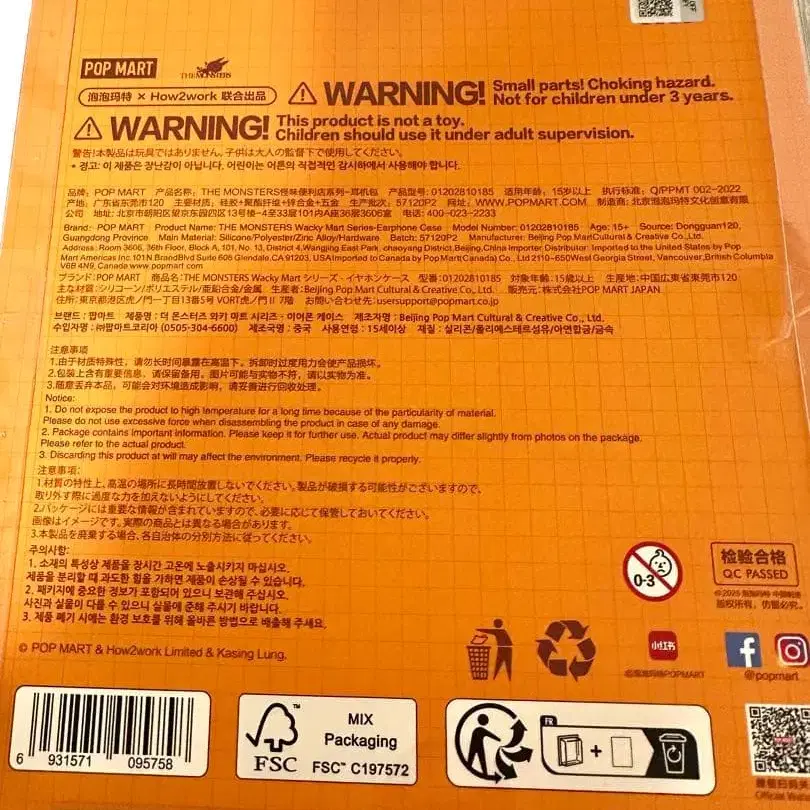 POP MART
THE MONSTERS
泡泡玛特 × How2work 联合出品
WARNING! Small parts! Choking hazard.
Not for children under 3 years.
WARNING! This product is not a toy.
Children should use it under adult supervision.
警告!本製品は玩具ではありません。子供は大人の監督下で使用してください。
• 경고: 이 제품은 장난감이 아닙니다. 어린이는 어른의 직접적인 감시하에서 사용해야 합니다.
品牌：POP MART 产品名称：THE MONSTERS怪味便利店系列-耳机包 产品型号：01202810185 适用年龄：15岁以上 执行标准：Q/PPMT 002-2022
产地：广东省东莞市120 主要材质：硅胶+聚酯纤维+锌合金+五金 生产批次：57120P2 网址：WWW.POPMART.COM 制造商：北京泡泡玛特文化创意有限
公司 地址：北京市朝阳区望京东园四区13号楼-4至33层101内A座36层3606室 电话：400-023-2233
Brand：POP MART Product Name: THE MONSTERS Wacky Mart Series-Earphone Case Model Number: 01202810185 Age: 15+ Source: Dongguan120,
Guangdong Province Main Material: Silicone/Polyester/Zinc Alloy/Hardware Batch: 57120P2 Manufacturer: Beijing Pop MartCultural & Creative Co.,Ltd.
Address: Room 3606, 36th Floor, Block A, 101, No. 13, District 4,Wangjing East Park, chaoyang District,Beijing,China Importer: Distributor: Imported to the United States by Pop
Mart Americas Inc.101 N BrandBlvd Suite 606 Glendale.CA 91203, USAImported to Canada by Pop Mart(Canada) Co., Ltd 2110-650West Georgia Street, Vancouver,British Columbia
V6B 4N9, Canada www.popmart.com
ブランド：POP MART 商品名：THE MONSTERS Wacky Mart シリーズ - イヤホンケース 型番：01202810185 対象年齢：15歳以上 生産地：中国広東省東莞市120
主な材質：シリコーン/ポリエステル/亜鉛合金/金属 生産者：Beijing Pop Mart Cultural & Creative Co., Ltd. 販売元：株式会社POP MART JAPAN
住所：東京都港区虎ノ門一丁目13番5号 VORT虎ノ門II 7階 お問い合わせ先：usersupport@popmart.co.jp
브랜드 : 팝마트 제품명 : 더 몬스터즈 와키 마트 시리즈 - 이어폰 케이스 제조자명 : Beijing Pop Mart Cultural & Creative Co., Ltd.
수입자명 : ㈜팝마트코리아 (0505-304-6600) 제조국명 : 중국 사용연령 : 15세이상 재질 : 실리콘/폴리에스테르섬유/아연합금/금속
注意事项
1.由于材质特殊性，请勿长时间暴露在高温下。拆卸时过度用力会使产品损坏。
2.包装上含有重要信息，请保留备用。图片可能与实物不符，请以实物为准。
3.随意丢弃本品，可能会对环境造成影响，请妥善进行回收处理。
Notice:
1. Do not expose the product to high temperature for a long time because of the particularity of material.
Please do not use excessive force when disassembling the product in case of any damage.
2. Package contains important information. Please keep it for further use. Actual product may differ slightly from photos on the package.
Please refer to the actual product.
3. Discarding this product at will may affect the environment. Please recycle it properly.
注意事項:
1.材質の特性上、高温の場所に長時間放置しないでください。製品が破損する可能性がございますので、
取り外す際に過度な力を加えないようにしてください。
2.パッケージには重要な情報が含まれていますので、必要に応じて保管しておいてください。
画像はイメージです。実際の商品とは異なる場合があります。
3.本製品を廃棄する場合、各自治体の分別方法に従ってください。
주의사항:
1. 소재의 특성상 제품을 장시간 고온에 노출시키지 마십시오.
제품을 분리할 때 과도한 힘을 가하면 제품이 손상될 수 있습니다.
2. 패키지에 중요한 정보가 포함되어 있으니 보관해 주십시오.
사진과 실물이 다를 수 있으니 실물에 준해 주시기 바랍니다.
3. 제품 폐기 시에는 환경 보호를 위해 올바른 방법으로 배출해 주세요.
0-3
检验合格
QC PASSED
© 2025 泡泡玛特 中国制造
版权所有，仿冒必究。
© POP MART & How2work Limited & Kasing Lung.
小红书
@泡泡玛特POPMART
@popmart
6 931571 095758
FSC
MIX
Packaging
FSC™ C197572
FR
+